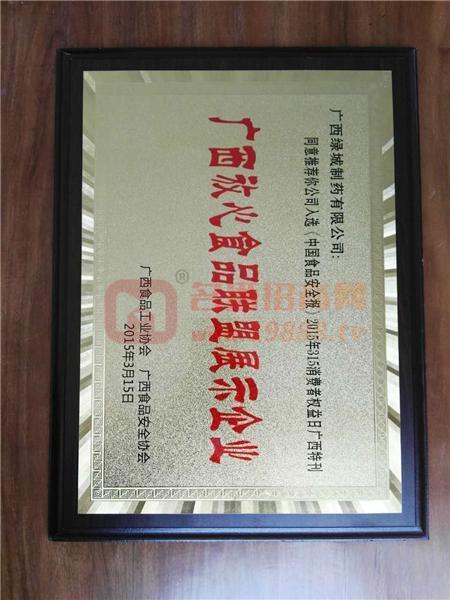 广西绿城制药有限公司:
同意推荐你公司入选《中国食品安全报》2015年315消费者权益日广西特刊
广西放心食品联盟展示企业
广西食品工业协会 广西食品安全协会
2015年3月15日
®
招商网